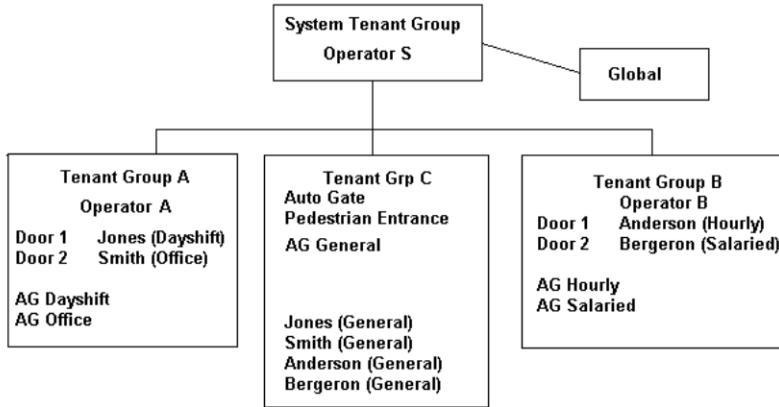 System Tenant Group
Operator S
Global
Tenant Group A
Operator A
Door 1 Jones (Dayshift)
Door 2 Smith (Office)
AG Dayshift
AG Office
Tenant Grp C
Auto Gate
Pedestrian Entrance
AG General
Jones (General)
Smith (General)
Anderson (General)
Bergeron (General)
Tenant Group B
Operator B
Door 1 Anderson (Hourly)
Door 2 Bergeron (Salaried)
AG Hourly
AG Salaried